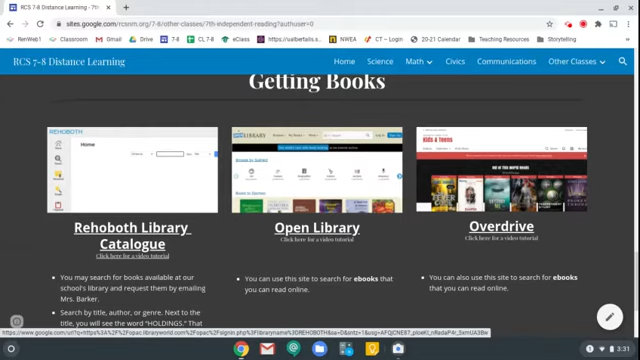 sites.google.com/rcsnm.org/7-8/other-classes/7th-independent-reading?authuser=0
RenWeb1 Classroom Gmail Drive 7-8 CL 7-8 eClass https://ualbertails... NWEA CT – Login 20-21 Calendar Teaching Resources Storytelling
RCS 7-8 Distance Learning Home Science Math Civics Communications Other Classes
Getting Books
REHOBOTH
Home
Kids & Teens
Rehoboth Library
Catalogue
Click here for a video tutorial
You may search for books available at our
school's library and request them by emailing
Mrs. Barker.
Search by title, author, or genre. Next to the
title, you will see the word "HOLDINGS." That
Open Library
Click here for a video tutorial
You can use this site to search for ebooks that
you can read online.
Overdrive
Click here for a video tutorial
You can also use this site to search for ebooks
that you can read online.
3:31